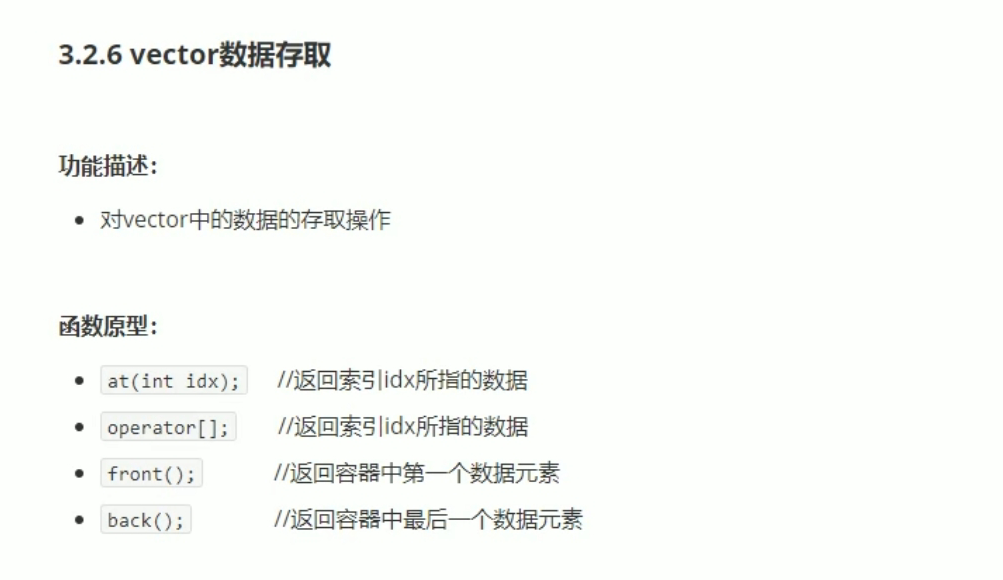 3.2.6 vector数据存取
功能描述：
对vector中的数据的存取操作
函数原型：
at(int idx); //返回索引idx所指的数据
operator[]; //返回索引idx所指的数据
front(); //返回容器中第一个数据元素
back(); //返回容器中最后一个数据元素